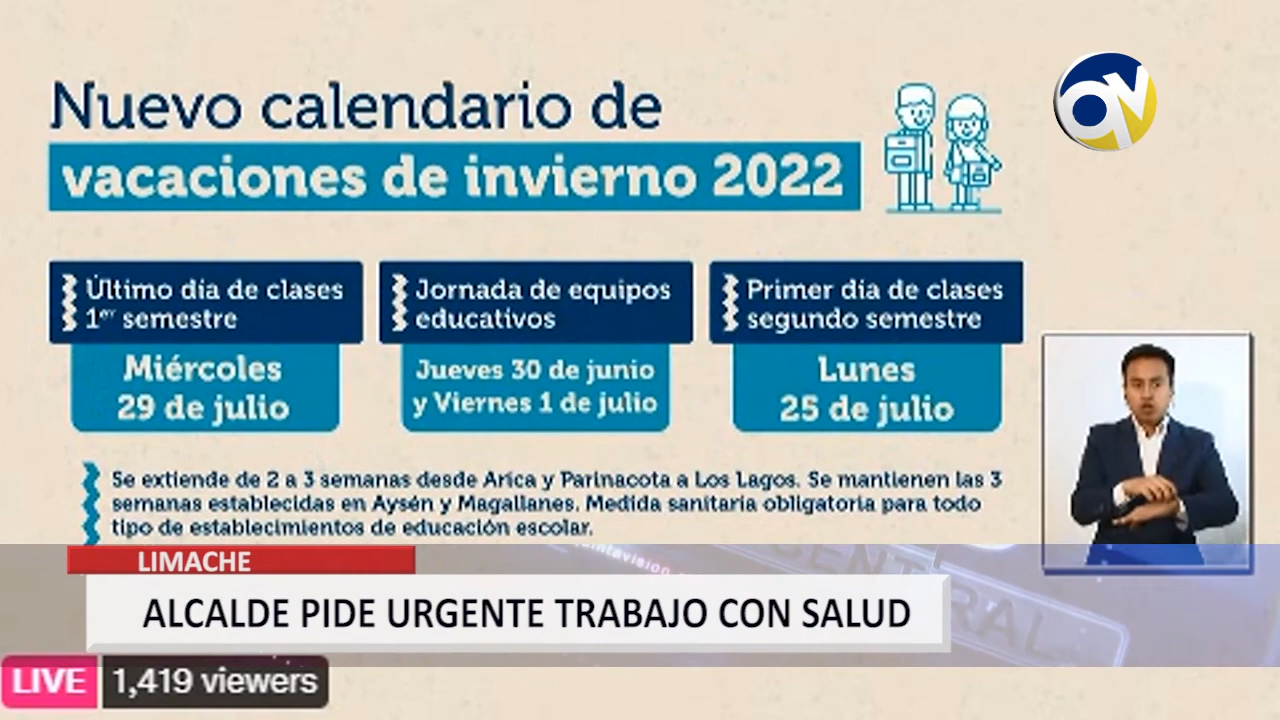 Nuevo calendario de
vacaciones de invierno 2022
Último día de clases
1er semestre
Miércoles
29 de julio
Jornada de equipos
educativos
Jueves 30 de junio
y Viernes 1 de julio
Primer día de clases
segundo semestre
Lunes
25 de julio
Se extiende de 2 a 3 semanas desde Arica y Parinacota a Los Lagos. Se mantienen las 3
semanas establecidas en Aysén y Magallanes. Medida sanitaria obligatoria para todo
tipo de establecimientos de educación escolar.
LIMACHE
ALCALDE PIDE URGENTE TRABAJO CON SALUD
LIVE 1,419 viewers